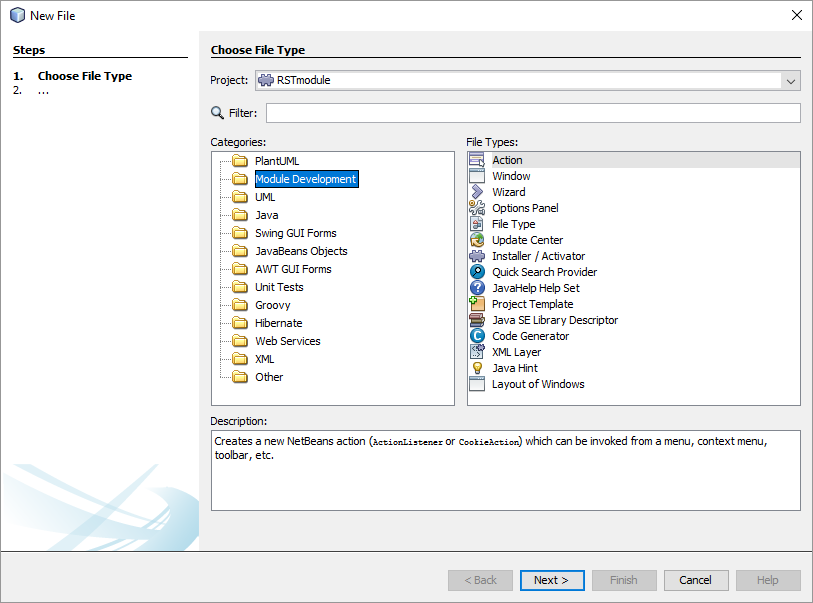 New File
Steps
1. Choose File Type
2. ...
Choose File Type
Project: RSTmodule
Filter:
Categories:
PlantUML
Module Development
UML
Java
Swing GUI Forms
JavaBeans Objects
AWT GUI Forms
Unit Tests
Groovy
Hibernate
Web Services
XML
Other
File Types:
Action
Window
Wizard
Options Panel
File Type
Update Center
Installer / Activator
Quick Search Provider
JavaHelp Help Set
Project Template
Java SE Library Descriptor
Code Generator
XML Layer
Java Hint
Layout of Windows
Description:
Creates a new NetBeans action (ActionListener or CookieAction) which can be invoked from a menu, context menu,
toolbar, etc.
< Back Next > Finish Cancel Help